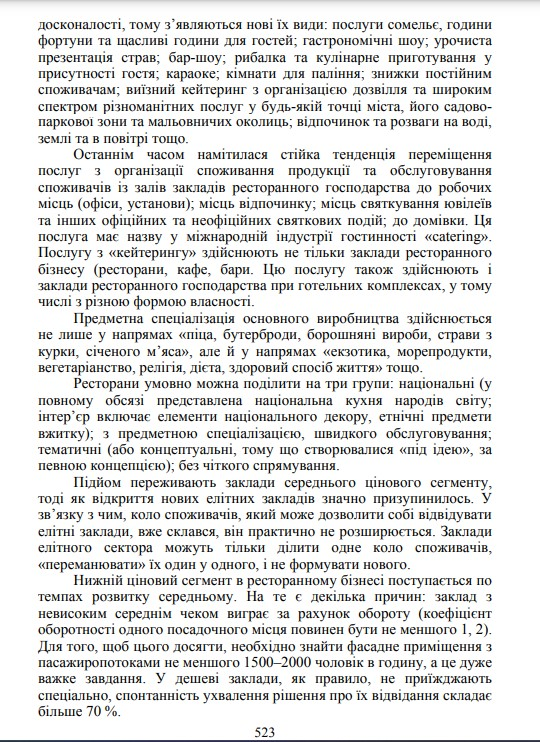 досконалості, тому з’являються нові їх види: послуги сомельє, години
фортуни та щасливі години для гостей; гастрономічні шоу; урочиста
презентація страв; бар-шоу; рибалка та кулінарне приготування у
присутності гостя; караоке; кімнати для паління; знижки постійним
споживачам; виїзний кейтеринг з організацією дозвілля та широким
спектром різноманітних послуг у будь-якій точці міста, його садово-
паркової зони та мальовничих околиць; відпочинок та розваги на воді,
землі та в повітрі тощо.
Останнім часом намітилася стійка тенденція переміщення
послуг з організації споживання продукції та обслуговування
споживачів із залів закладів ресторанного господарства до робочих
місць (офіси, установи); місць відпочинку; місць святкування ювілеїв
та інших офіційних та неофіційних святкових подій; до домівки. Ця
послуга має назву у міжнародній індустрії гостинності «catering».
Послугу з «кейтерингу» здійснюють не тільки заклади ресторанного
бізнесу (ресторани, кафе, бари. Цю послугу також здійснюють і
заклади ресторанного господарства при готельних комплексах, у тому
числі з різною формою власності.
Предметна спеціалізація основного виробництва здійснюється
не лише у напрямах «піца, бутерброди, борошняні вироби, страви з
курки, січеного м’яса», але й у напрямах «екзотика, морепродукти,
вегетаріанство, релігія, дієта, здоровий спосіб життя» тощо.
Ресторани умовно можна поділити на три групи: національні (у
повному обсязі представлена національна кухня народів світу;
інтер’єр включає елементи національного декору, етнічні предмети
вжитку); з предметною спеціалізацією, швидкого обслуговування;
тематичні (або концептуальні, тому що створювалися «під ідею», за
певною концепцією); без чіткого спрямування.
Підйом переживають заклади середнього цінового сегменту,
тоді як відкриття нових елітних закладів значно призупинилось. У
зв’язку з чим, коло споживачів, який може дозволити собі відвідувати
елітні заклади, вже склався, він практично не розширюється. Заклади
елітного сектора можуть тільки ділити одне коло споживачів,
«переманювати» їх один у одного, і не формувати нового.
Нижній ціновий сегмент в ресторанному бізнесі поступається по
темпах розвитку середньому. На те є декілька причин: заклад з
невисоким середнім чеком виграє за рахунок обороту (коефіцієнт
оборотності одного посадочного місця повинен бути не меншого 1, 2).
Для того, щоб цього досягти, необхідно знайти фасадне приміщення з
пасажиропотоками не меншого 1500–2000 чоловік в годину, а це дуже
важке завдання. У дешеві заклади, як правило, не приїжджають
спеціально, спонтанність ухвалення рішення про їх відвідання складає
більше 70 %.
523